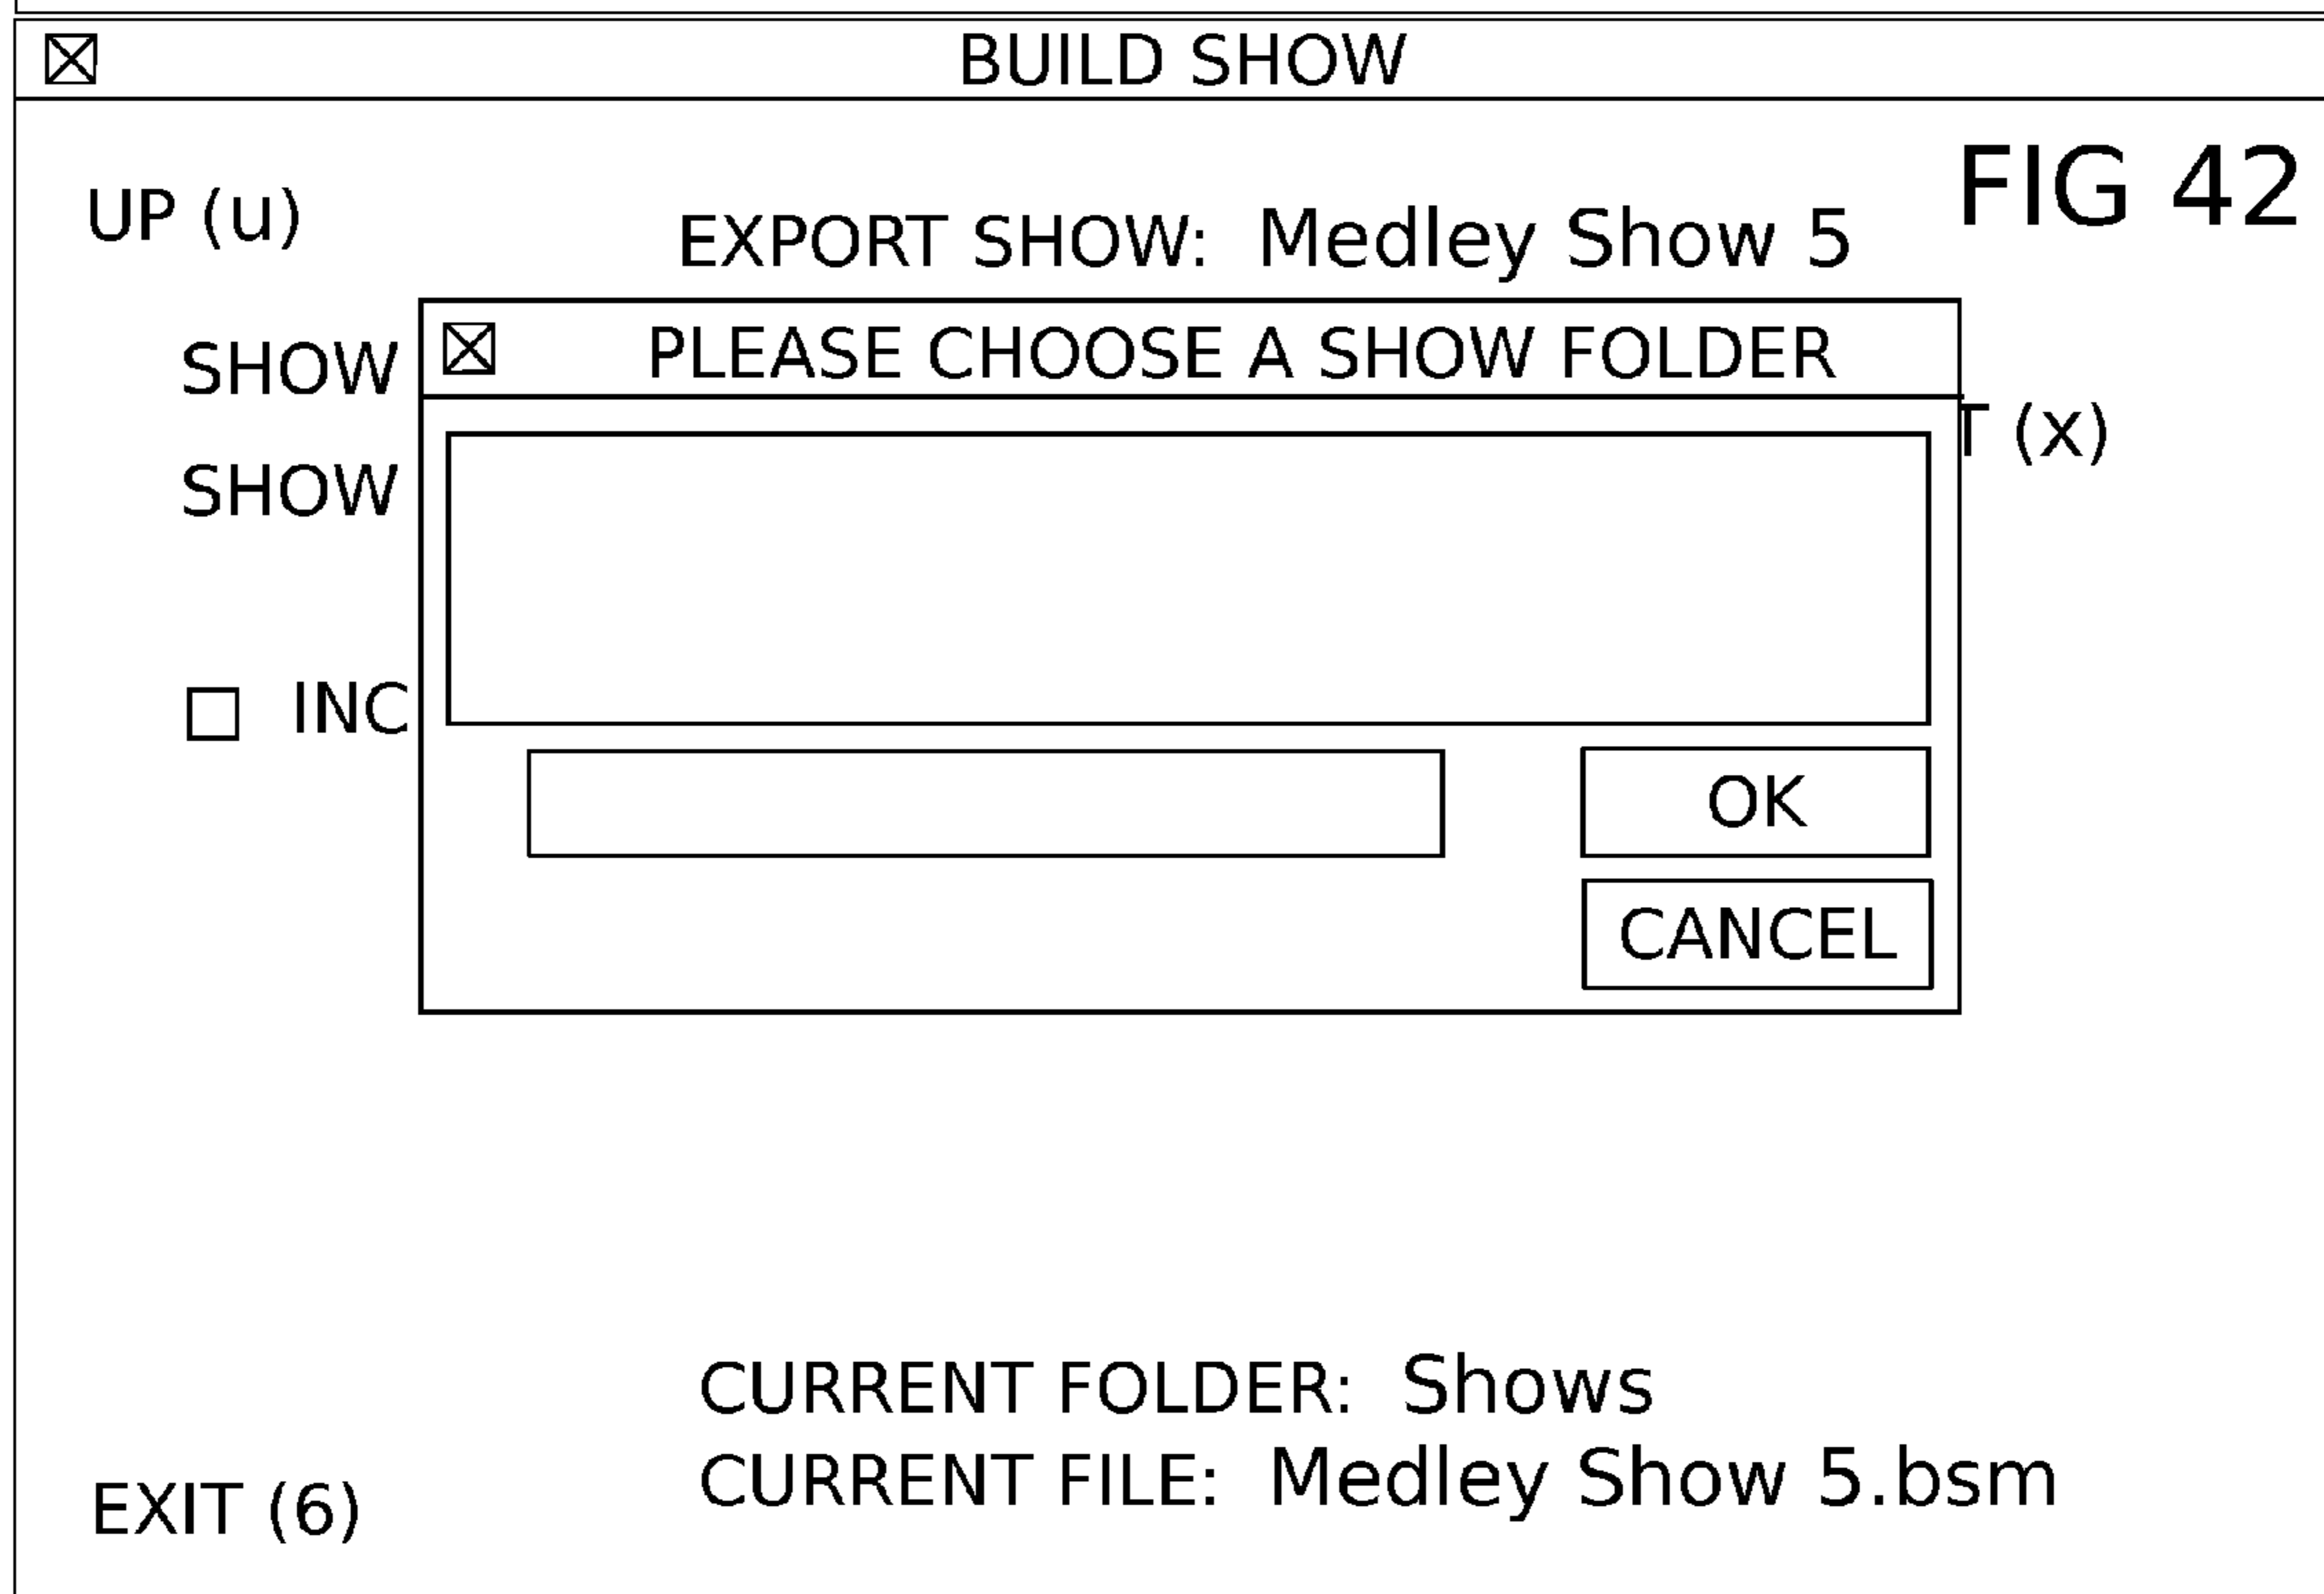 BUILD SHOW
FIG 42
UP (u)
EXPORT SHOW: Medley Show 5
SHOW
PLEASE CHOOSE A SHOW FOLDER
T (x)
SHOW
INC
OK
CANCEL
CURRENT FOLDER: Shows
CURRENT FILE: Medley Show 5.bsm
EXIT (6)